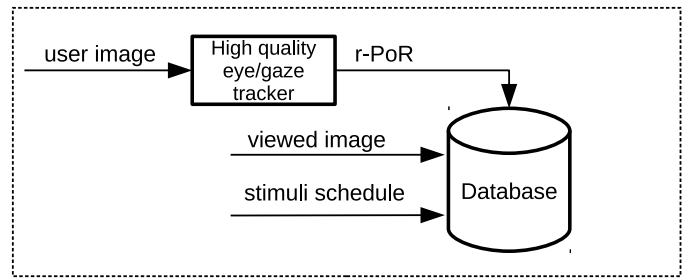 user image
High quality
eye/gaze
tracker
r-PoR
viewed image
stimuli schedule
Database